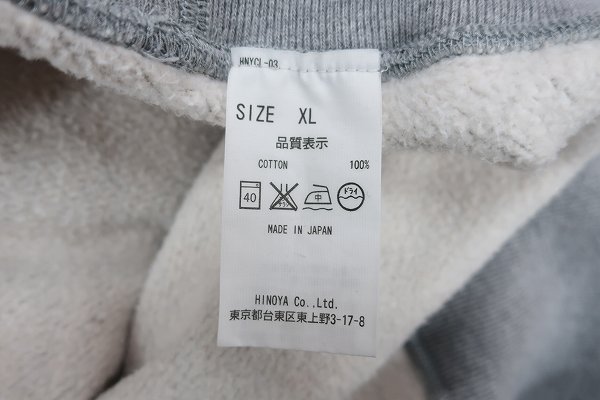 HNYCL-03
SIZE XL
品質表示
COTTON 100%
40 中 ドライ
MADE IN JAPAN
HINOYA Co.,Ltd.
東京都台東区東上野3-17-8